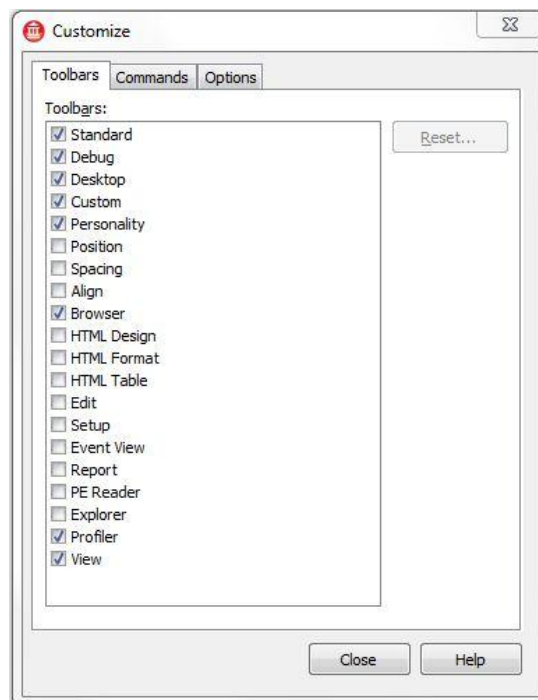 Customize
Toolbars Commands Options
Toolbars:
Reset...
Standard
Debug
Desktop
Custom
Personality
Position
Spacing
Align
Browser
HTML Design
HTML Format
HTML Table
Edit
Setup
Event View
Report
PE Reader
Explorer
Profiler
View
Close Help